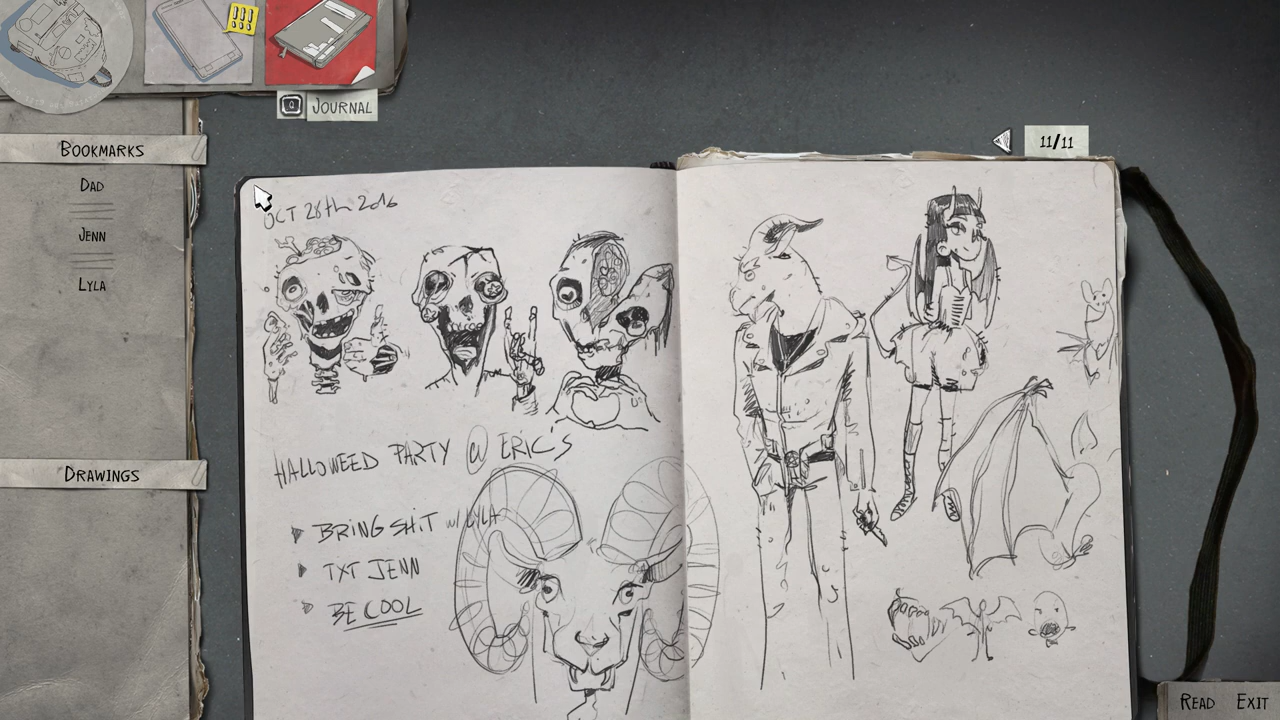 JOURNAL
11/11
BOOKMARKS
DAD
JENN
LYLA
DRAWINGS
OCT 28th 2016
HALLOWEED PARTY @ ERIC'S
BRING SHIT w/ LYLA
TXT JENN
BE COOL
READ EXIT